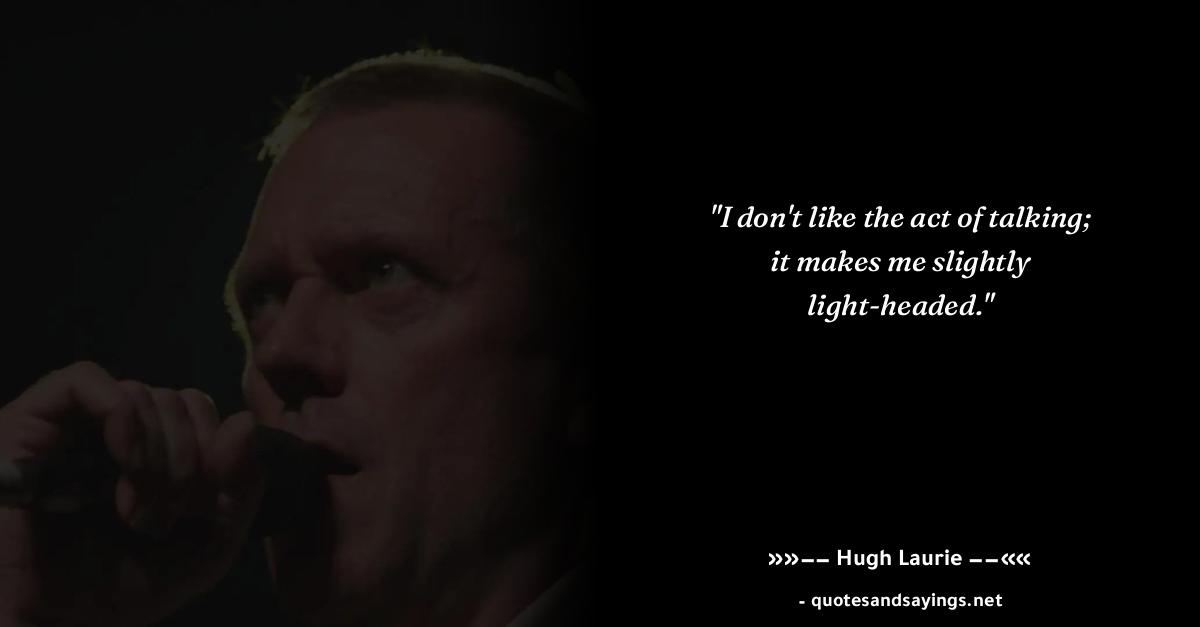 "I don't like the act of talking;
it makes me slightly
light-headed."
»»–– Hugh Laurie ––««
- quotesandsayings.net